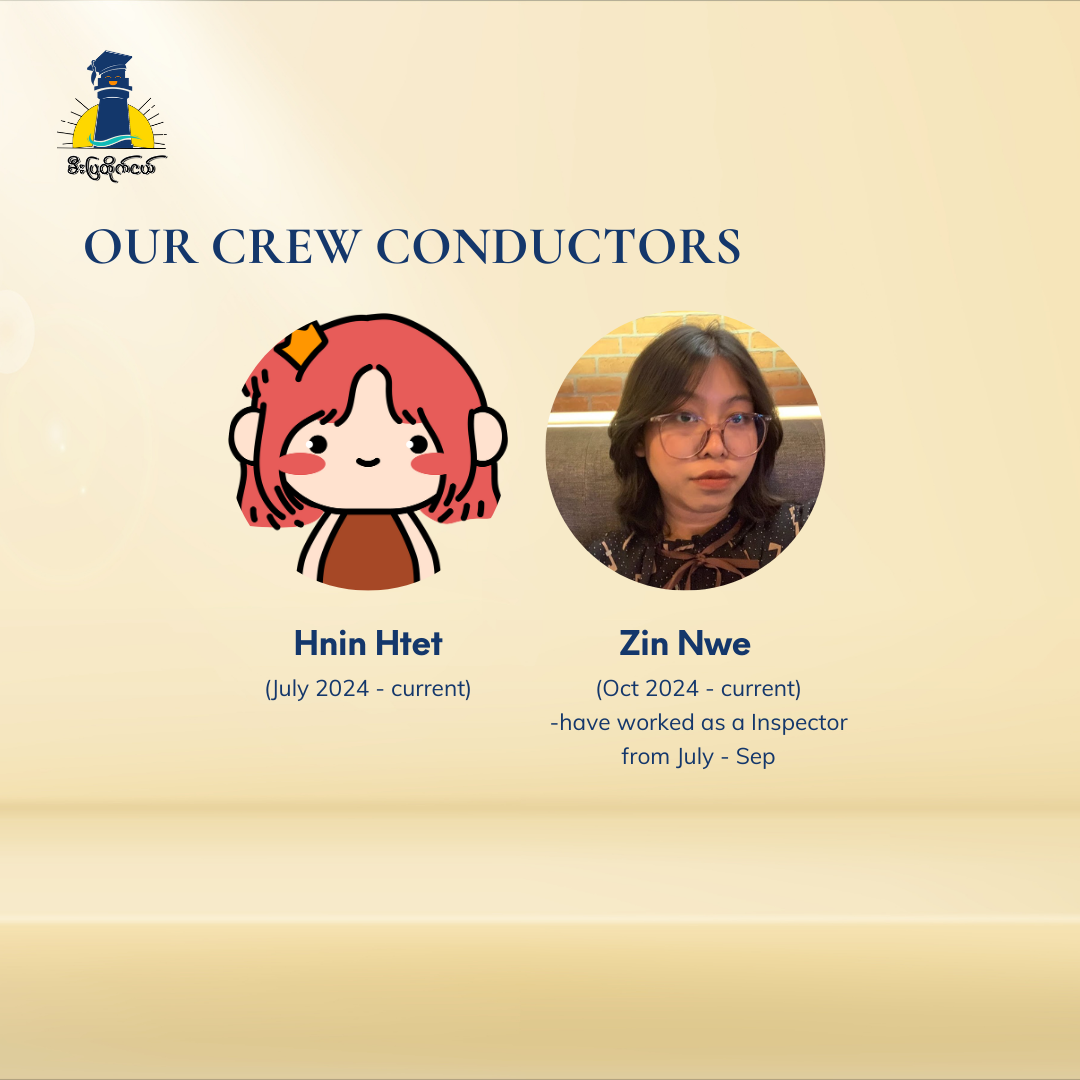 မီးပြတိုက်ငယ်
OUR CREW CONDUCTORS
Hnin Htet
(July 2024 - current)
Zin Nwe
(Oct 2024 - current)
-have worked as a Inspector
from July - Sep